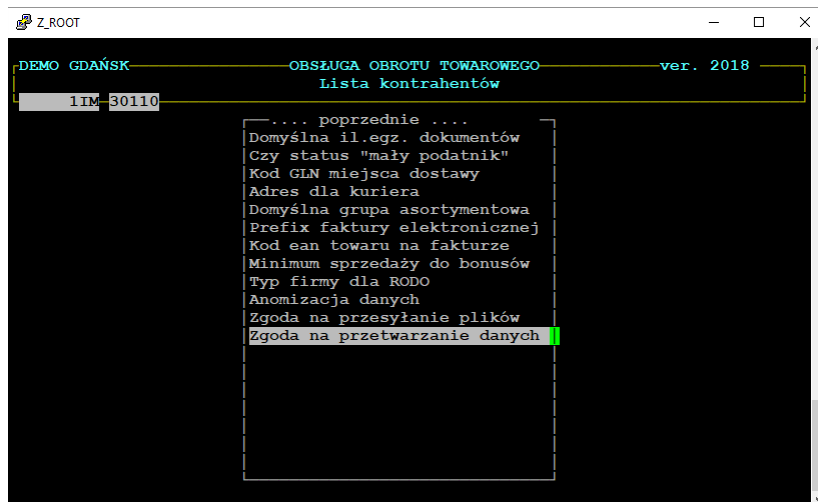 Z_ROOT
DEMO GDAŃSK OBSŁUGA OBROTU TOWAROWEGO ver. 2018
Lista kontrahentów
1IM 30110
.... poprzednie ....
Domyślna il.egz. dokumentów
Czy status "mały podatnik"
Kod GLN miejsca dostawy
Adres dla kuriera
Domyślna grupa asortymentowa
Prefix faktury elektronicznej
Kod ean towaru na fakturze
Minimum sprzedaży do bonusów
Typ firmy dla RODO
Anomizacja danych
Zgoda na przesyłanie plików
Zgoda na przetwarzanie danych